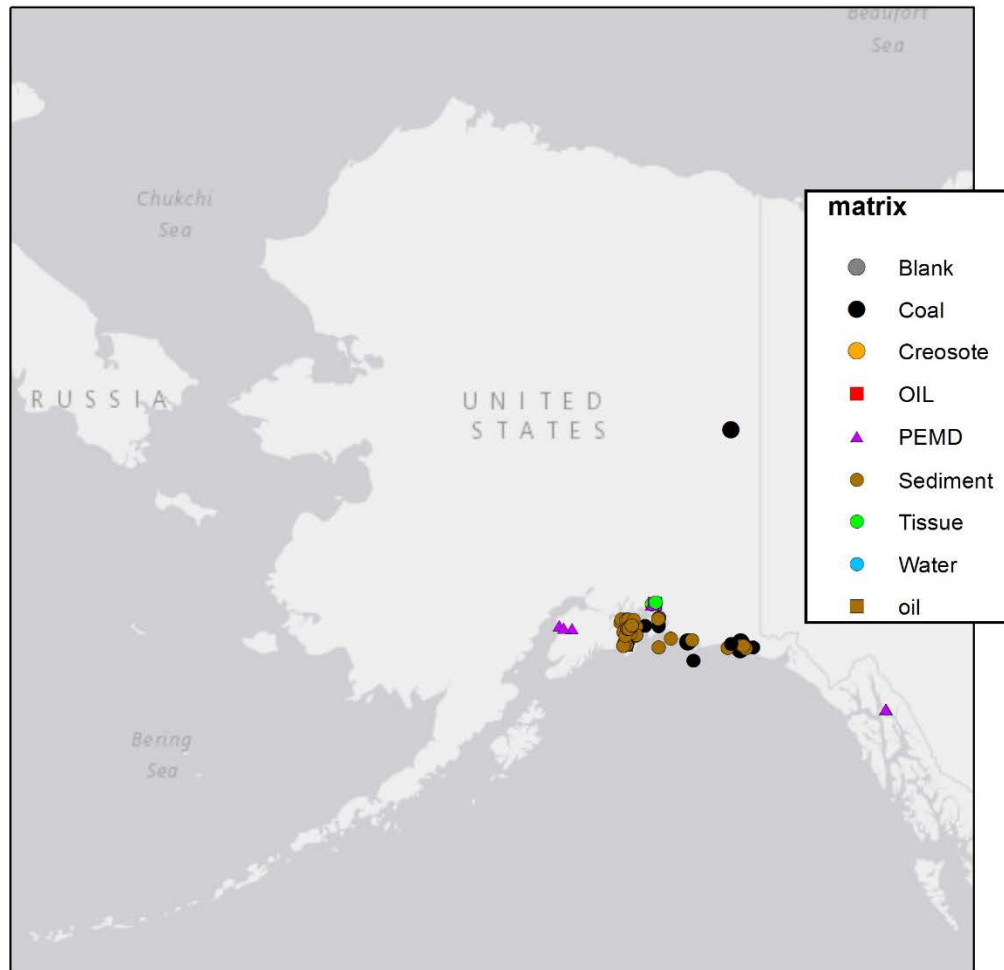 Beaufort
Sea
Chukchi
Sea
RUSSIA
UNITED
STATES
Bering
Sea
matrix
Blank
Coal
Creosote
OIL
PEMD
Sediment
Tissue
Water
oil